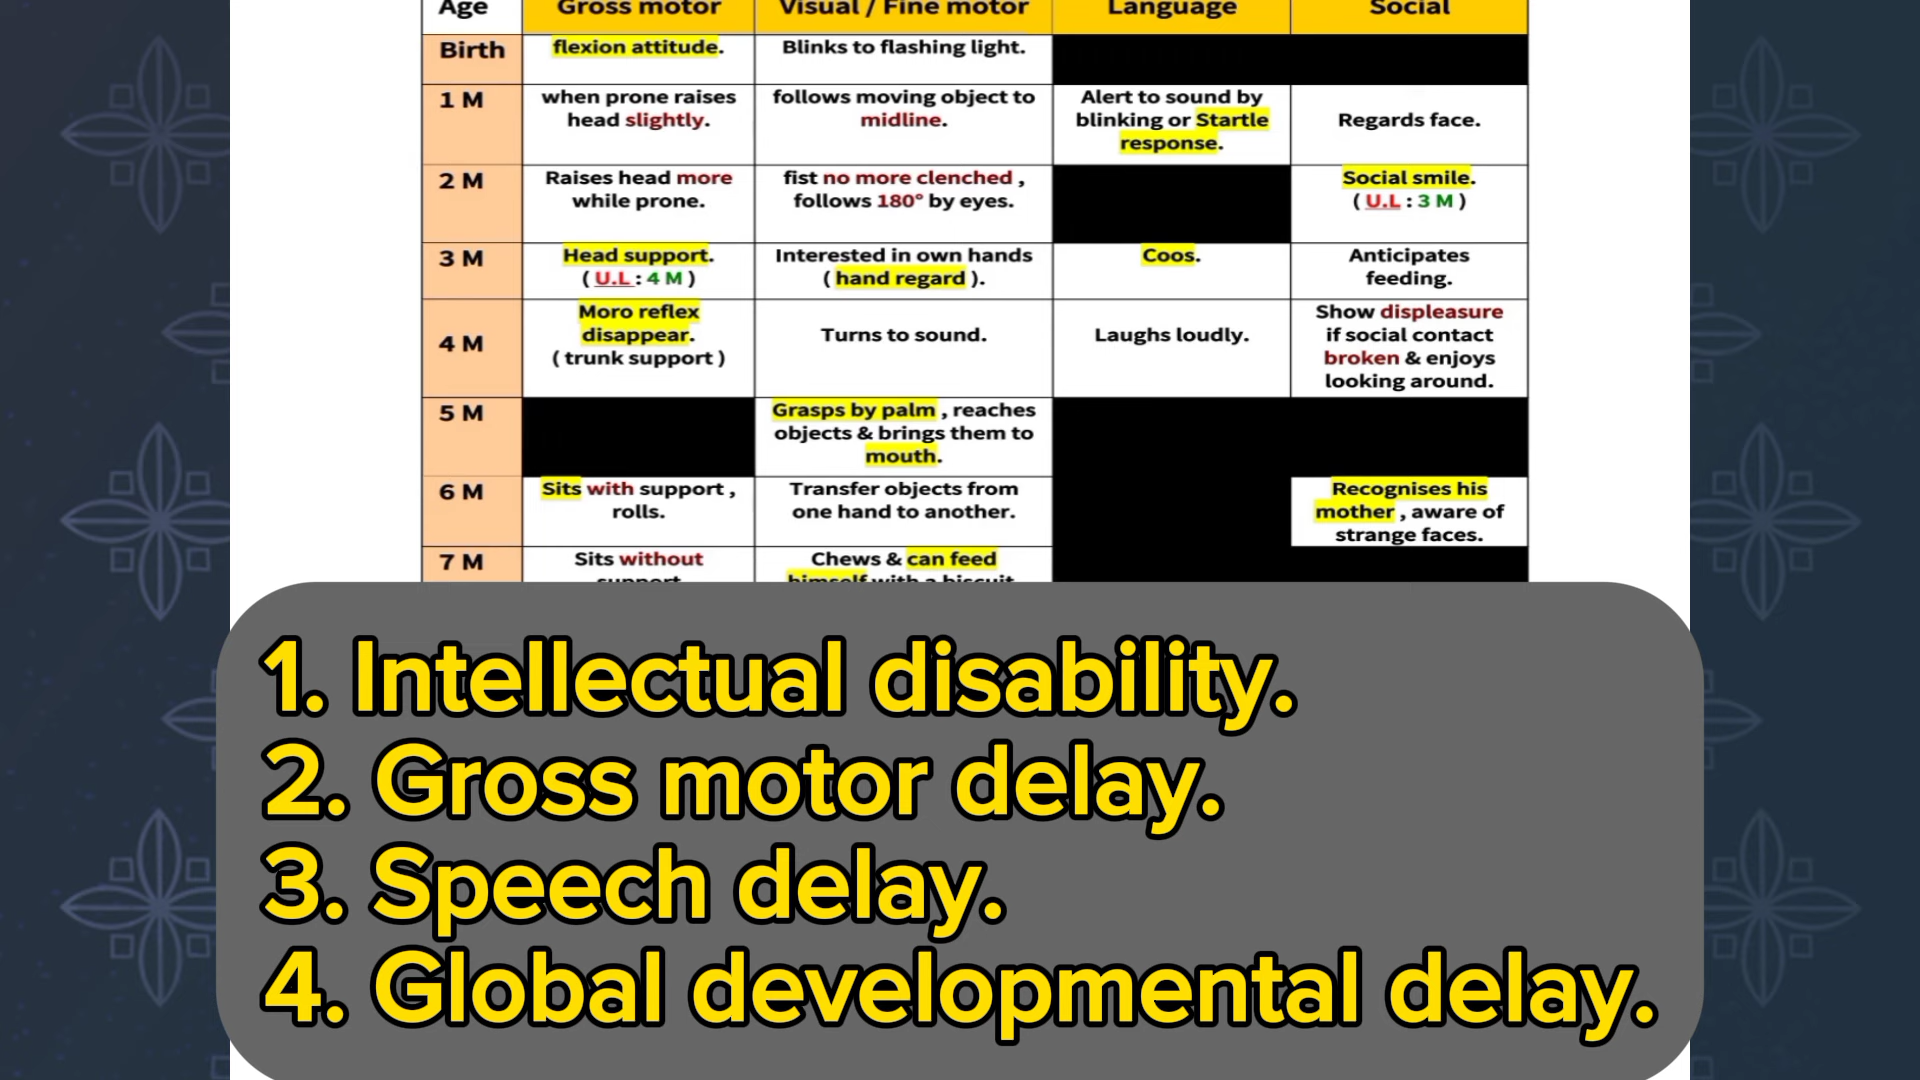 Age Gross motor Visual / Fine motor Language Social
Birth flexion attitude. Blinks to flashing light.
1 M when prone raises head slightly. follows moving object to midline. Alert to sound by blinking or Startle response. Regards face.
2 M Raises head more while prone. fist no more clenched , follows 180° by eyes. Social smile. ( U.L : 3 M )
3 M Head support. ( U.L : 4 M ) Interested in own hands ( hand regard ). Coos. Anticipates feeding.
4 M Moro reflex disappear. ( trunk support ) Turns to sound. Laughs loudly. Show displeasure if social contact broken & enjoys looking around.
5 M Grasps by palm , reaches objects & brings them to mouth.
6 M Sits with support , rolls. Transfer objects from one hand to another. Recognises his mother , aware of strange faces.
7 M Sits without support Chews & can feed himself with a biscuit
1. Intellectual disability.
2. Gross motor delay.
3. Speech delay.
4. Global developmental delay.